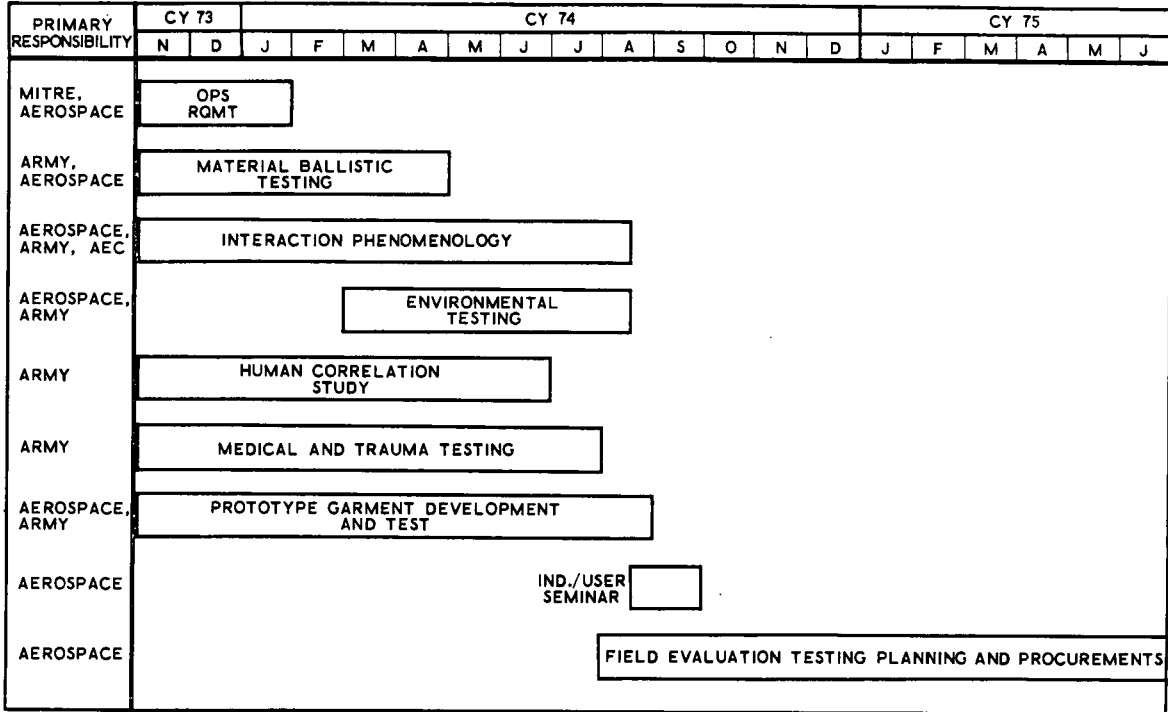 PRIMARY
RESPONSIBILITY
CY 73
CY 74
CY 75
N D J F M A M J J A S O N D J F M A M J
MITRE,
AEROSPACE
OPS
RQMT
ARMY,
AEROSPACE
MATERIAL BALLISTIC
TESTING
AEROSPACE,
ARMY, AEC
INTERACTION PHENOMENOLOGY
AEROSPACE,
ARMY
ENVIRONMENTAL
TESTING
ARMY
HUMAN CORRELATION
STUDY
ARMY
MEDICAL AND TRAUMA TESTING
AEROSPACE,
ARMY
PROTOTYPE GARMENT DEVELOPMENT
AND TEST
AEROSPACE
IND./USER
SEMINAR
AEROSPACE
FIELD EVALUATION TESTING PLANNING AND PROCUREMENTS